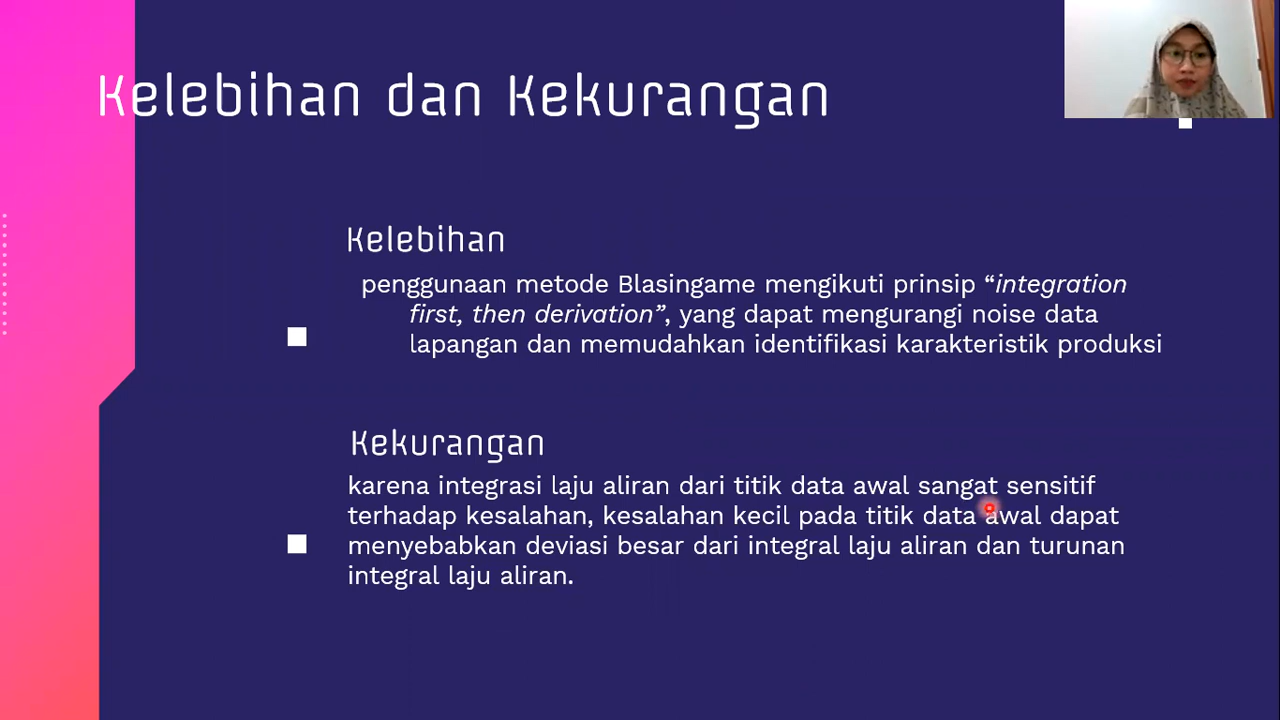 Kelebihan dan Kekurangan
Kelebihan
penggunaan metode Blasingame mengikuti prinsip “integration
first, then derivation”, yang dapat mengurangi noise data
lapangan dan memudahkan identifikasi karakteristik produksi
Kekurangan
karena integrasi laju aliran dari titik data awal sangat sensitif
terhadap kesalahan, kesalahan kecil pada titik data awal dapat
menyebabkan deviasi besar dari integral laju aliran dan turunan
integral laju aliran.